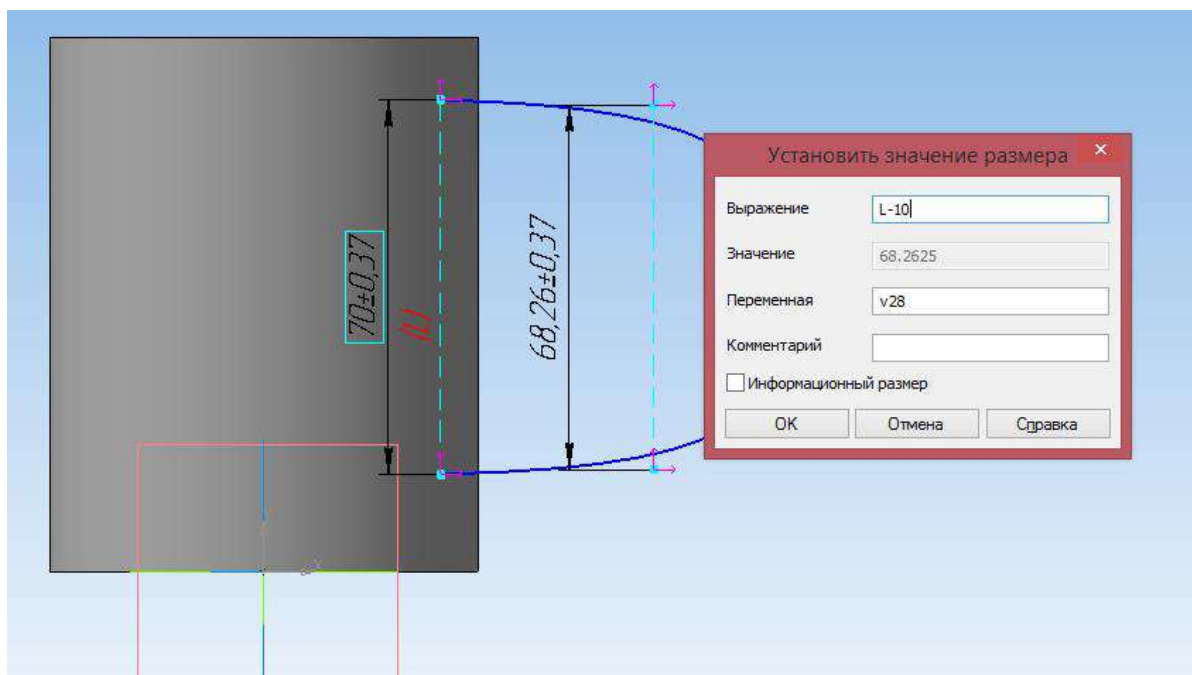 70±0,37
(L)
68,26±0,37
Установить значение размера
Выражение L-10
Значение 68.2625
Переменная v28
Комментарий
Информационный размер
ОК Отмена Справка